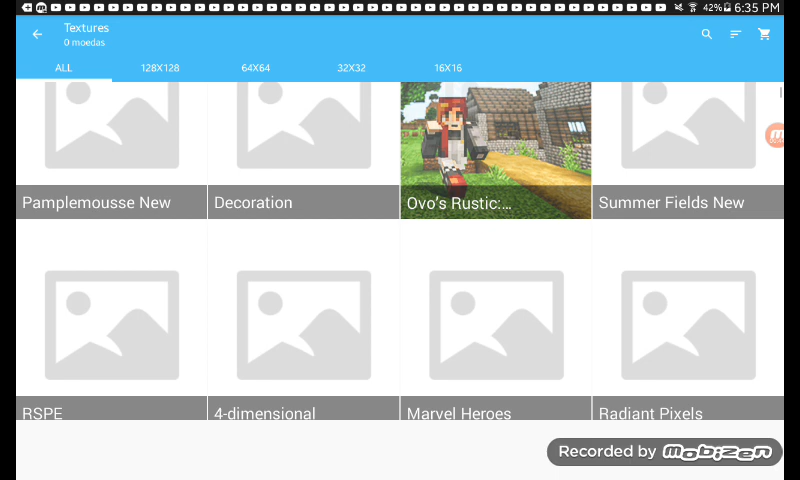 42% 6:35 PM
Textures
0 moedas
ALL 128X128 64X64 32X32 16X16
Pamplemousse New Decoration Ovo's Rustic:... Summer Fields New
RSPE 4-dimensional Marvel Heroes Radiant Pixels
Recorded by mobizen